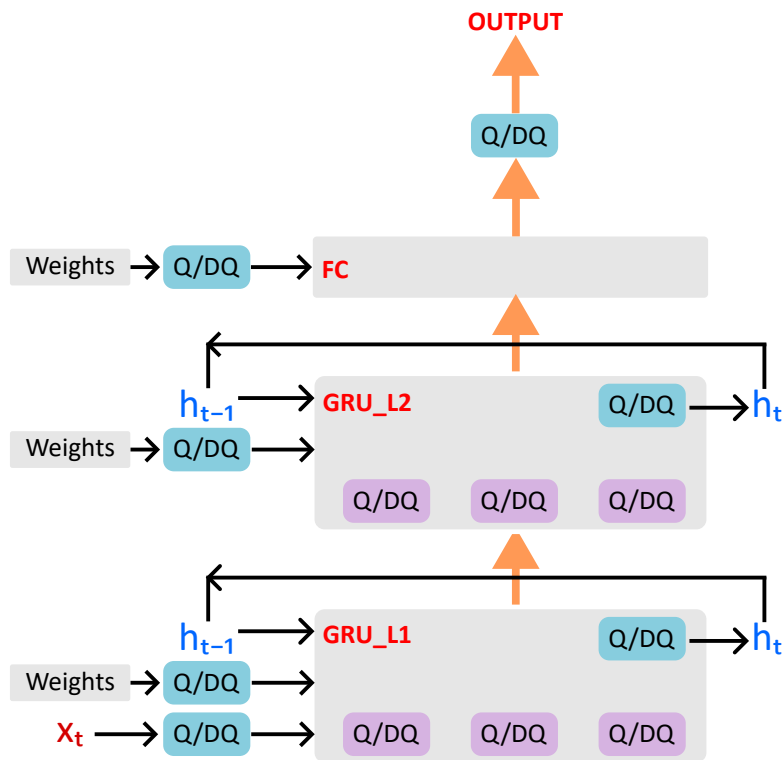 OUTPUT
Q/DQ
Weights Q/DQ FC
h_{t−1} GRU_L2 Q/DQ h_t
Weights Q/DQ
Q/DQ Q/DQ Q/DQ
h_{t−1} GRU_L1 Q/DQ h_t
Weights Q/DQ
x_t Q/DQ Q/DQ Q/DQ Q/DQ